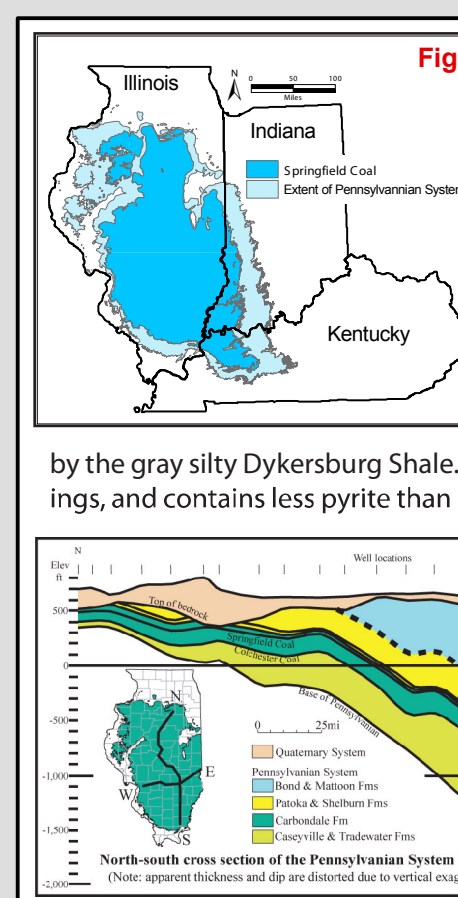 Fig
Illinois
N
0 50 100
Miles
Indiana
Springfield Coal
Extent of Pennsylvannian System
Kentucky
by the gray silty Dykersburg Shale.
ings, and contains less pyrite than
N
Well locations
Elev
ft
Top of bedrock
500
Springfield Coal
Colchester Coal
0
Base of Pennsylvanian
N
-500
0 25mi
Quaternary System
E
Pennsylvanian System
-1,000
Bond & Mattoon Fms
W
Patoka & Shelburn Fms
Carbondale Fm
-1,500
S
Caseyville & Tradewater Fms
North-south cross section of the Pennsylvanian System
(Note: apparent thickness and dip are distorted due to vertical exag
-2,000